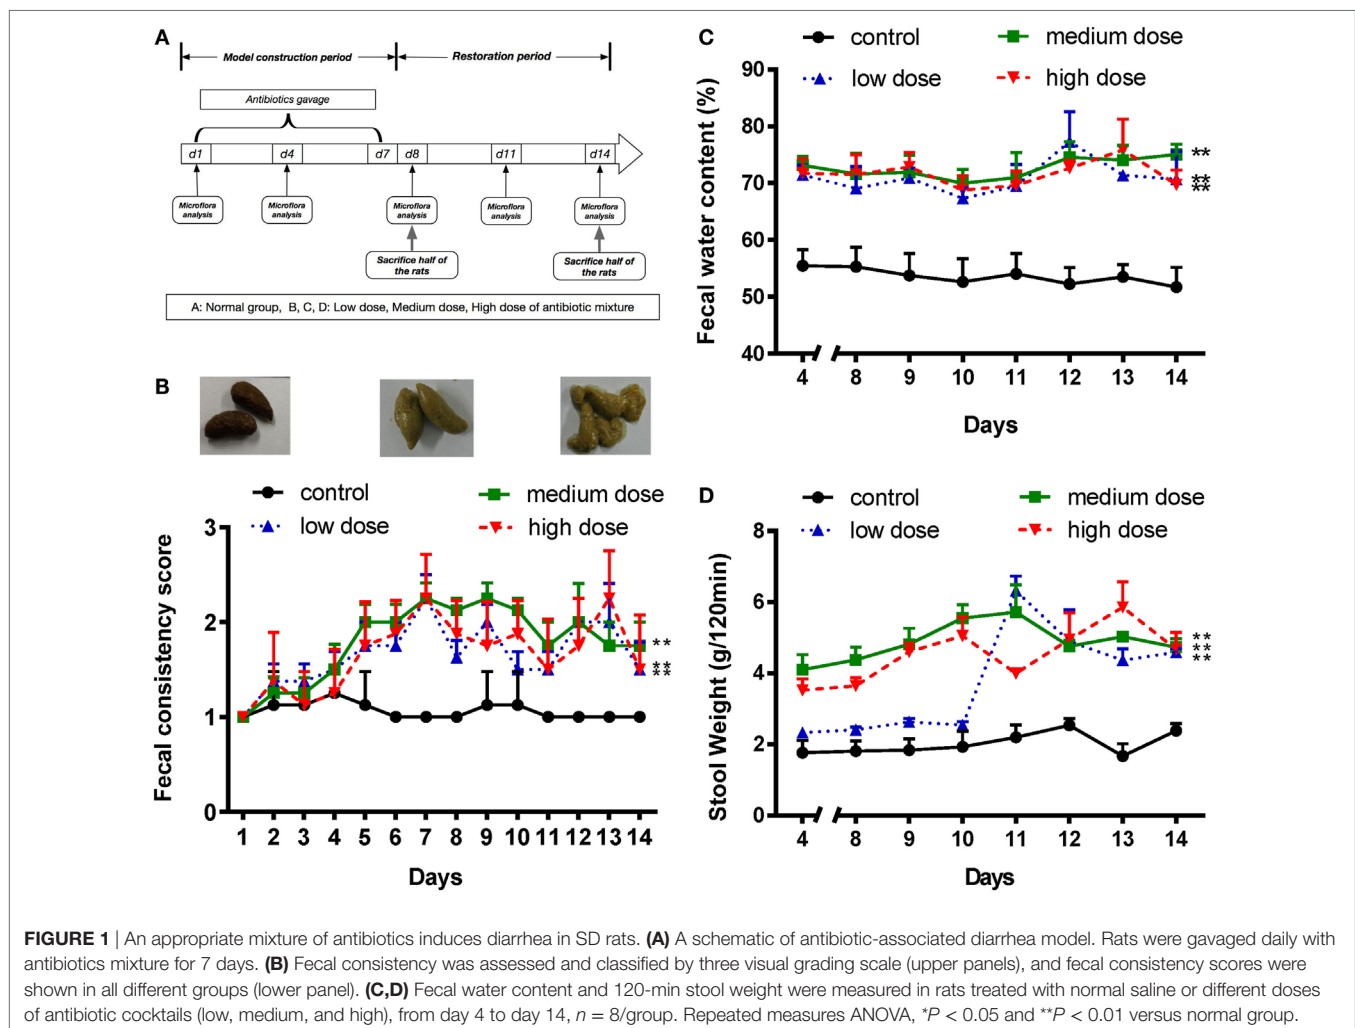 A
Model construction period
Restoration period
Antibiotics gavage
d1 d4 d7 d8 d11 d14
Microflora analysis
Microflora analysis
Microflora analysis
Microflora analysis
Microflora analysis
Sacrifice half of the rats
Sacrifice half of the rats
A: Normal group, B, C, D: Low dose, Medium dose, High dose of antibiotic mixture
B
control
medium dose
low dose
high dose
Fecal consistency score
3
2
1
0
**
**
**
1 2 3 4 5 6 7 8 9 10 11 12 13 14
Days
C
control
medium dose
low dose
high dose
Fecal water content (%)
90
80
70
60
50
40
**
**
**
4 8 9 10 11 12 13 14
Days
D
control
medium dose
low dose
high dose
Stool Weight (g/120min)
8
6
4
2
0
**
**
**
4 8 9 10 11 12 13 14
Days
FIGURE 1 | An appropriate mixture of antibiotics induces diarrhea in SD rats. (A) A schematic of antibiotic-associated diarrhea model. Rats were gavaged daily with
antibiotics mixture for 7 days. (B) Fecal consistency was assessed and classified by three visual grading scale (upper panels), and fecal consistency scores were
shown in all different groups (lower panel). (C,D) Fecal water content and 120-min stool weight were measured in rats treated with normal saline or different doses
of antibiotic cocktails (low, medium, and high), from day 4 to day 14, n = 8/group. Repeated measures ANOVA, *P < 0.05 and **P < 0.01 versus normal group.